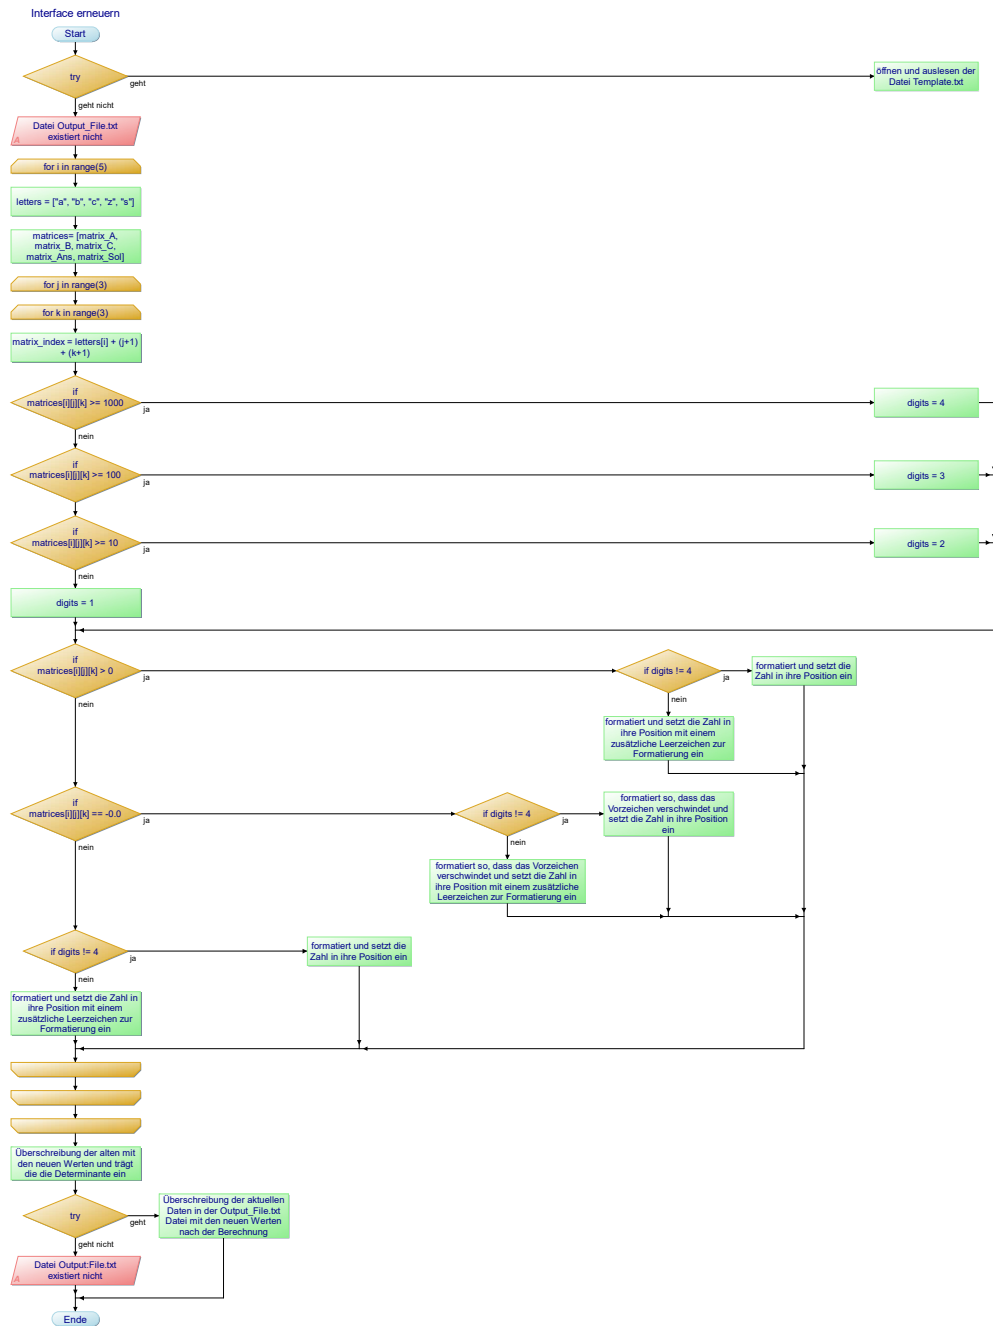 Interface erneuern
Start
try
geht
öffnen und auslesen der
Datei Template.txt
geht nicht
Datei Output_File.txt
existiert nicht
A
for i in range(5)
letters = ["a", "b", "c", "z", "s"]
matrices= [matrix_A,
matrix_B, matrix_C,
matrix_Ans, matrix_Sol]
for j in range(3)
for k in range(3)
matrix_index = letters[i] + (j+1)
+ (k+1)
if
matrices[i][j][k] >= 1000
ja
digits = 4
nein
if
matrices[i][j][k] >= 100
ja
digits = 3
if
matrices[i][j][k] >= 10
ja
digits = 2
nein
digits = 1
if
matrices[i][j][k] > 0
ja
if digits != 4
ja
formatiert und setzt die
Zahl in ihre Position ein
nein
nein
formatiert und setzt die Zahl in
ihre Position mit einem
zusätzliche Leerzeichen zur
Formatierung ein
if
matrices[i][j][k] == -0.0
ja
if digits != 4
ja
formatiert so, dass das
Vorzeichen verschwindet und
setzt die Zahl in ihre Position
ein
nein
nein
formatiert so, dass das Vorzeichen
verschwindet und setzt die Zahl in
ihre Position mit einem zusätzliche
Leerzeichen zur Formatierung ein
if digits != 4
ja
formatiert und setzt die
Zahl in ihre Position ein
nein
formatiert und setzt die Zahl in
ihre Position mit einem
zusätzliche Leerzeichen zur
Formatierung ein
Überschreibung der alten mit
den neuen Werten und trägt
die die Determinante ein
try
geht
Überschreibung der aktuellen
Daten in der Output_File.txt
Datei mit den neuen Werten
nach der Berechnung
geht nicht
Datei Output:File.txt
existiert nicht
A
Ende